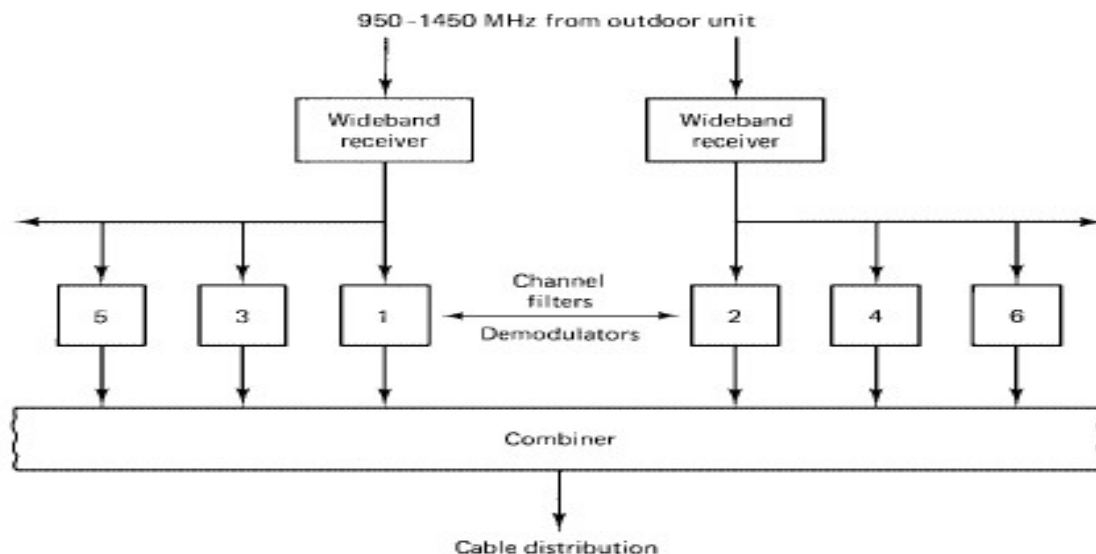 950-1450 MHz from outdoor unit
Wideband
receiver
Wideband
receiver
Channel
filters
Demodulators
5
3
1
2
4
6
Combiner
Cable distribution